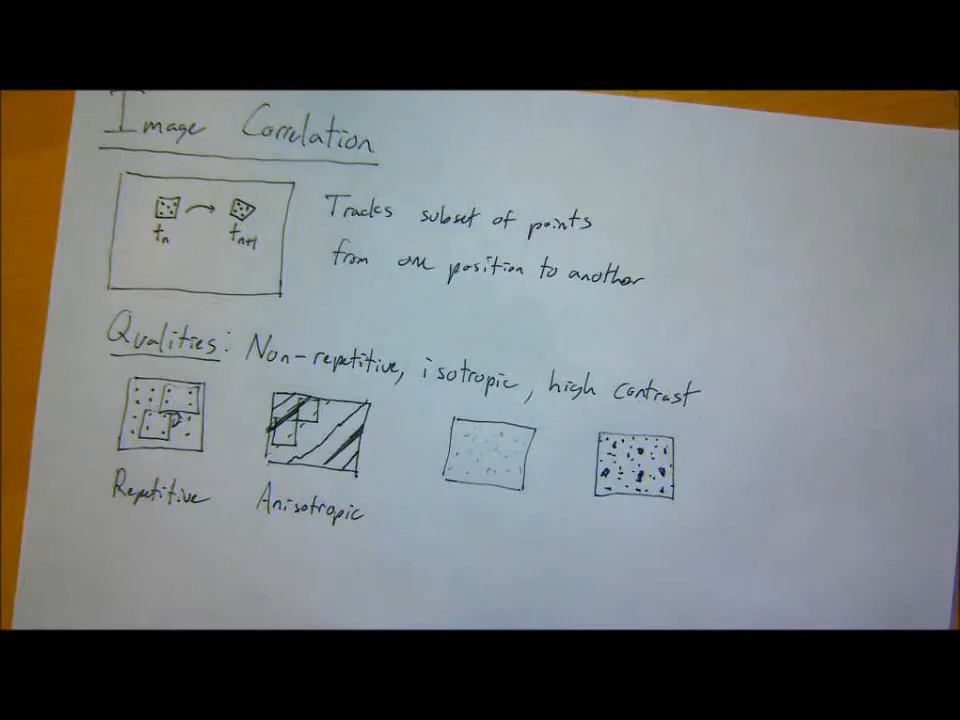 Image Correlation
tn
tn+1
Tracks subset of points
from one position to another
Qualities: Non-repetitive, isotropic, high contrast
Repetitive
Anisotropic